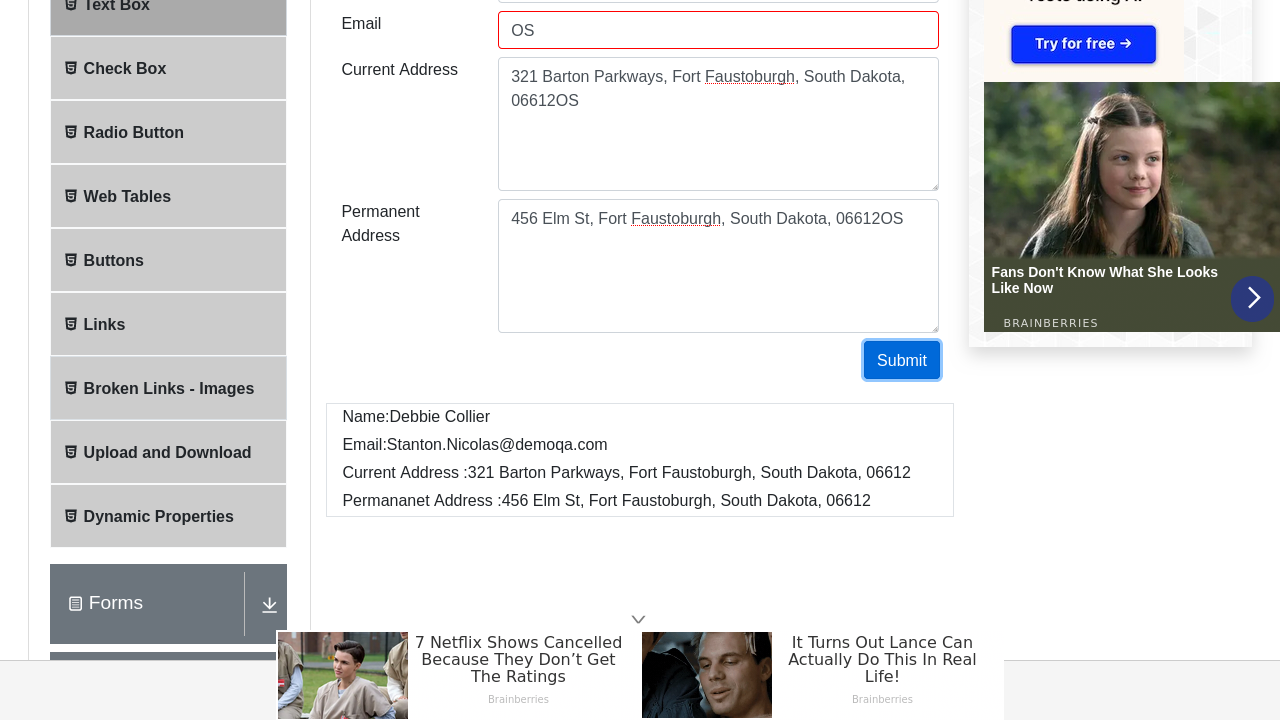 Text Box
Check Box
Radio Button
Web Tables
Buttons
Links
Broken Links - Images
Upload and Download
Dynamic Properties
Forms
Email
OS
Current Address
321 Barton Parkways, Fort Faustoburgh, South Dakota,
06612OS
Permanent
Address
456 Elm St, Fort Faustoburgh, South Dakota, 06612OS
Submit
Name:Debbie Collier
Email:Stanton.Nicolas@demoqa.com
Current Address :321 Barton Parkways, Fort Faustoburgh, South Dakota, 06612
Permananet Address :456 Elm St, Fort Faustoburgh, South Dakota, 06612
Try for free →
Fans Don't Know What She Looks
Like Now
BRAINBERRIES
7 Netflix Shows Cancelled
Because They Don’t Get
The Ratings
Brainberries
It Turns Out Lance Can
Actually Do This In Real
Life!
Brainberries